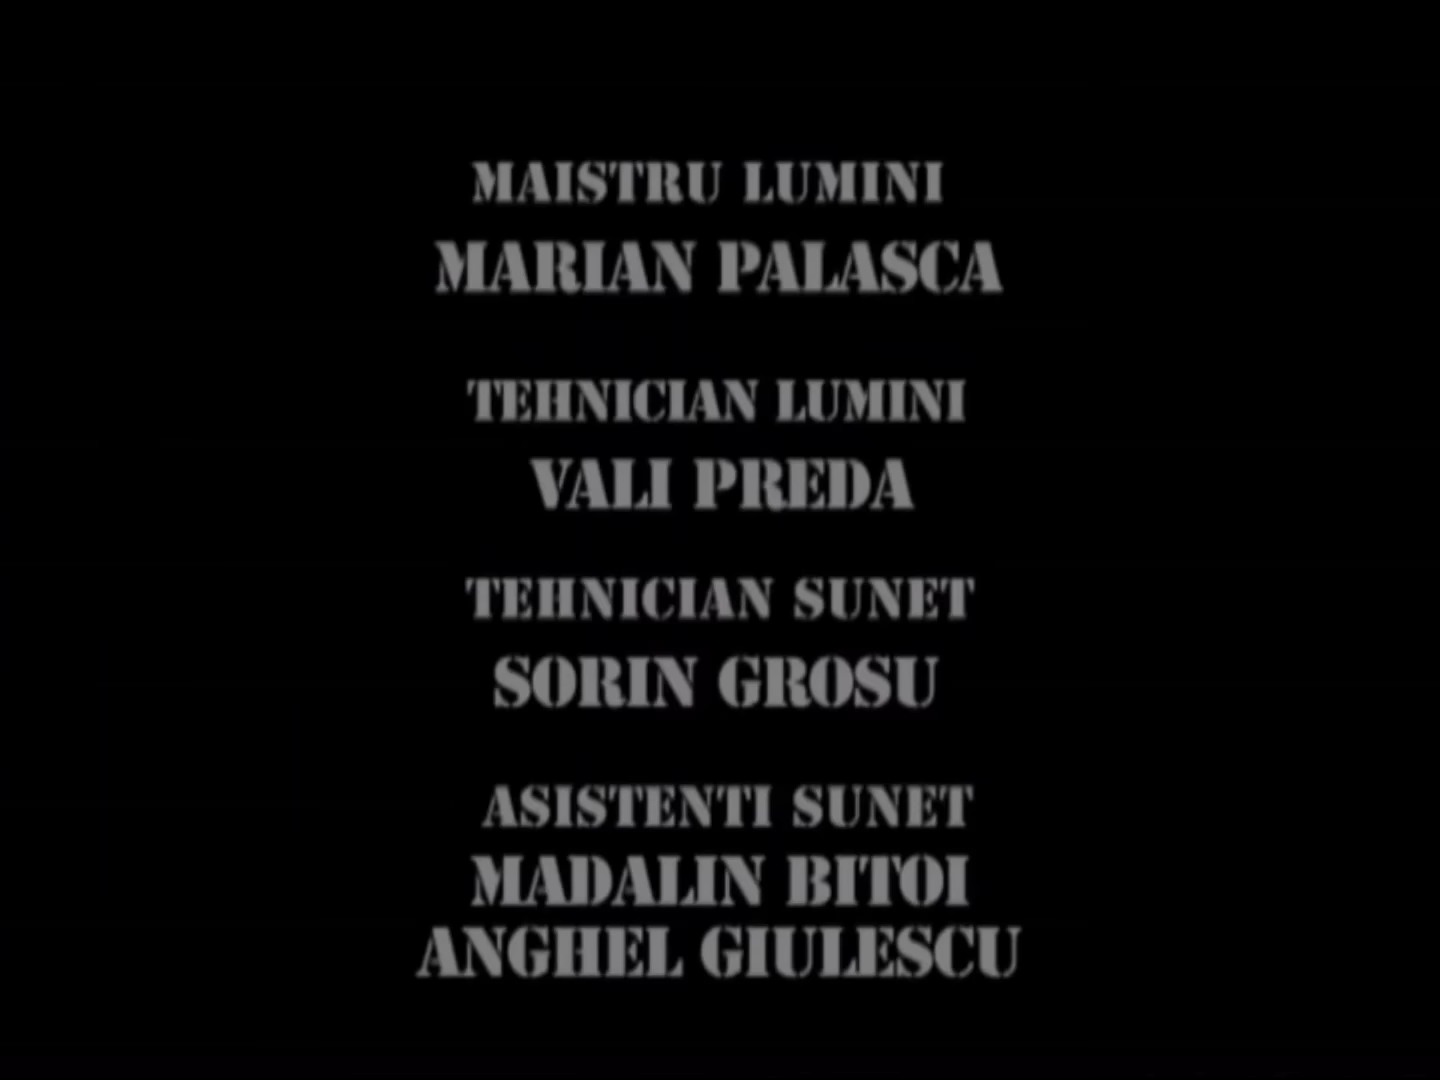 MAISTRU LUMINI
MARIAN PALASCA
TEHNICIAN LUMINI
VALI PREDA
TEHNICIAN SUNET
SORIN GROSU
ASISTENTI SUNET
MADALIN BITOI
ANGHEL GIULESCU